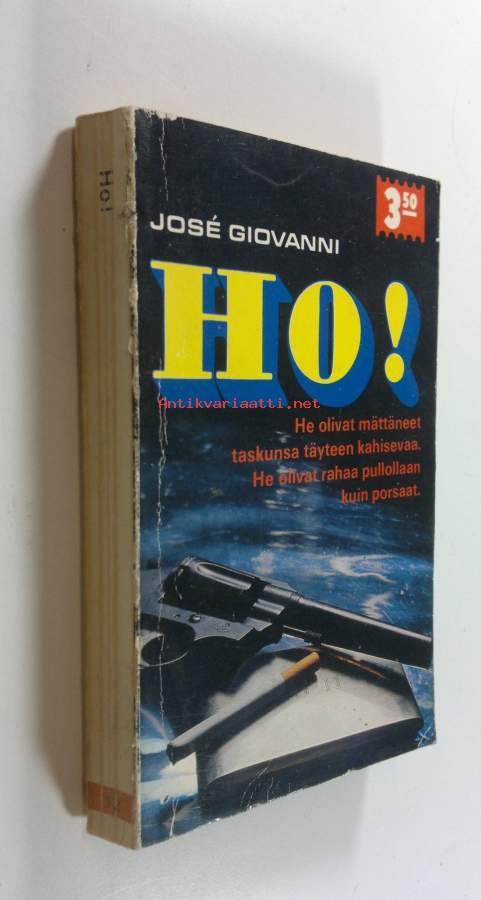 Ho!
3 50
JOSÉ GIOVANNI
HO!
Antikvariaatti.net
He olivat mättäneet
taskunsa täyteen kahisevaa.
He olivat rahaa pullollaan
kuin porsaat.